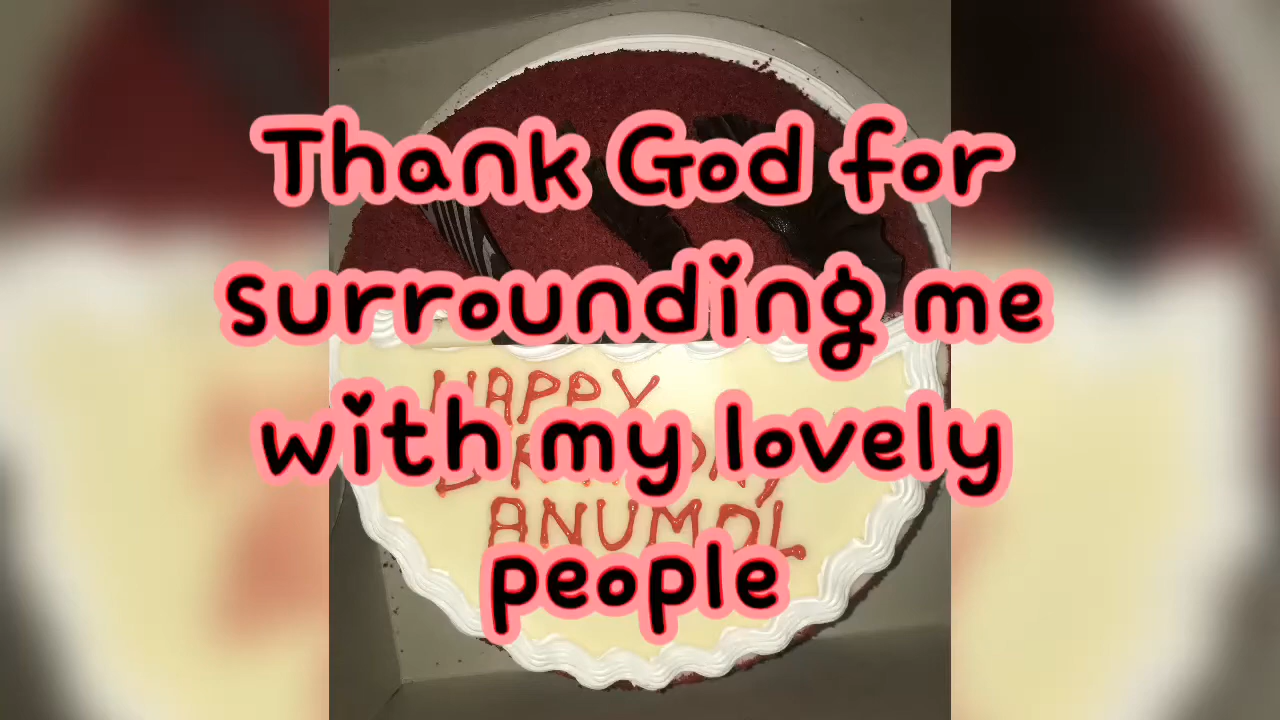 Thank God for
surrounding me
with my lovely
people
HAPPY
ANUMOL